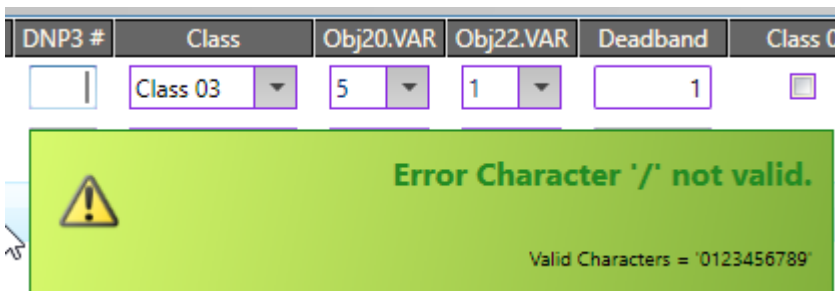 DNP3 # Class Obj20.VAR Obj22.VAR Deadband Class 0
Class 03 5 1 1
Error Character '/' not valid.
Valid Characters = '0123456789'